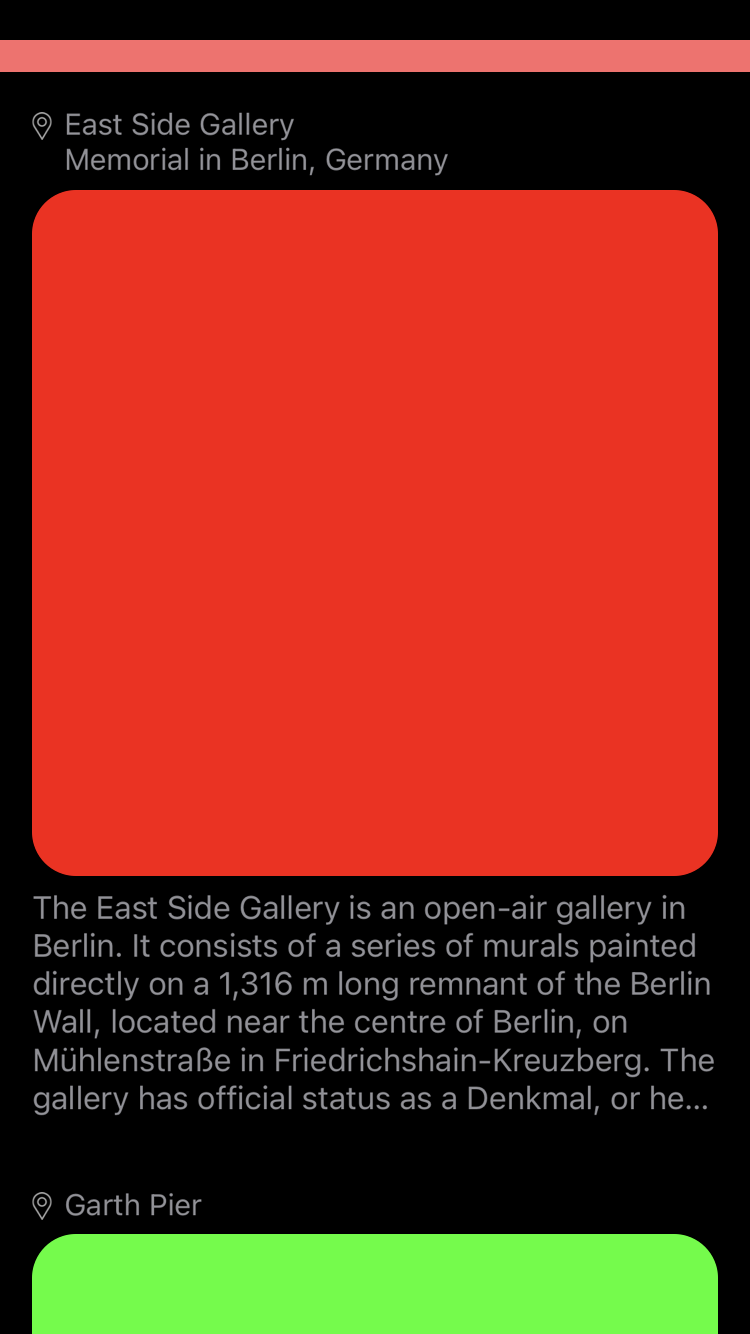 East Side Gallery
Memorial in Berlin, Germany
The East Side Gallery is an open-air gallery in
Berlin. It consists of a series of murals painted
directly on a 1,316 m long remnant of the Berlin
Wall, located near the centre of Berlin, on
Mühlenstraße in Friedrichshain-Kreuzberg. The
gallery has official status as a Denkmal, or he...
Garth Pier